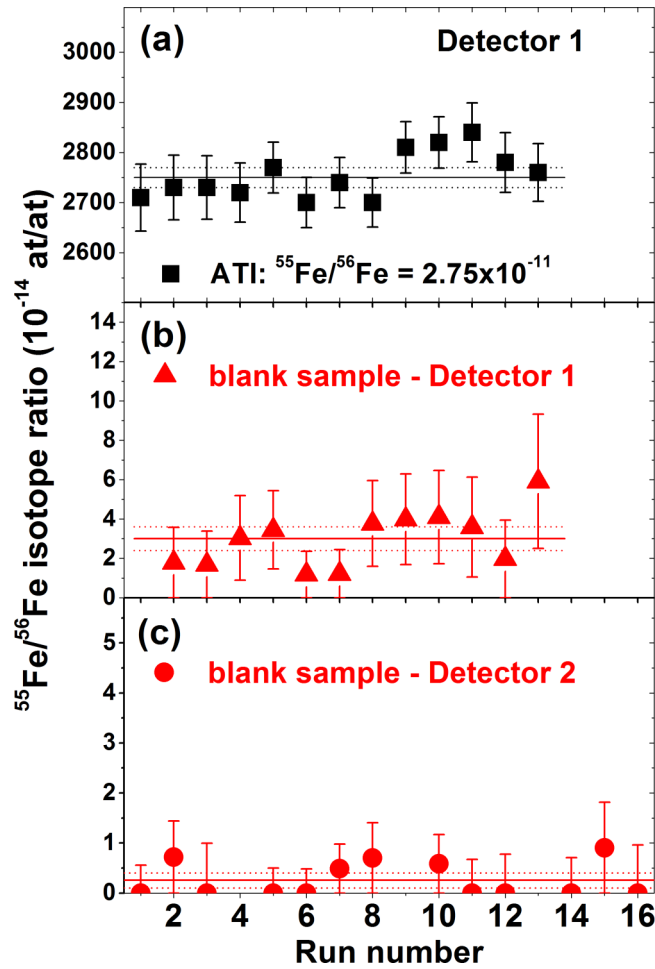 (a) Detector 1
3000
2900
2800
2700
2600
ATI: ⁵⁵Fe/⁵⁶Fe = 2.75x10⁻¹¹
⁵⁵Fe/⁵⁶Fe isotope ratio (10⁻¹⁴ at/at)
(b)
14
12
10
8
6
4
2
0
blank sample - Detector 1
(c)
5
4
3
2
1
0
blank sample - Detector 2
2 4 6 8 10 12 14 16
Run number